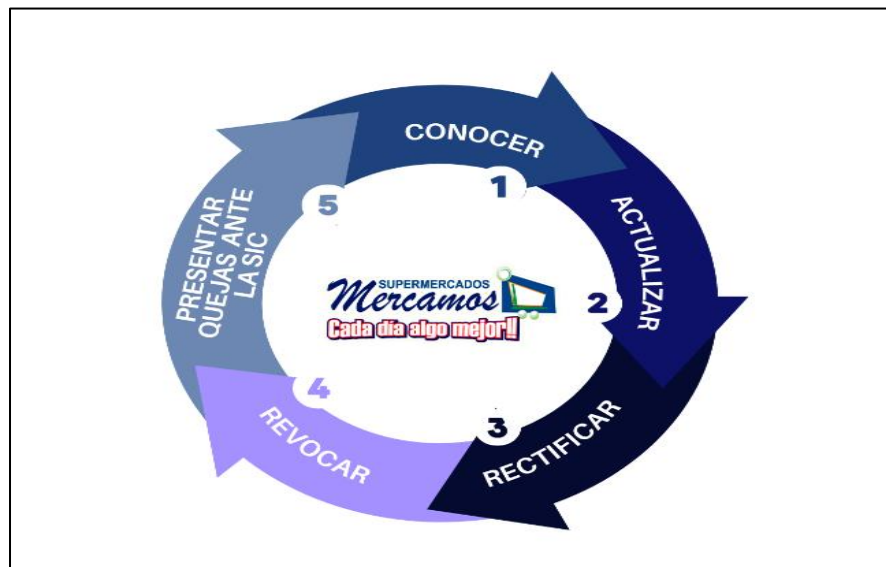 CONOCER
1
ACTUALIZAR
2
RECTIFICAR
3
REVOCAR
4
PRESENTAR
QUEJAS ANTE
LA SIC
5
SUPERMERCADOS
Mercamos
Cada día algo mejor!!